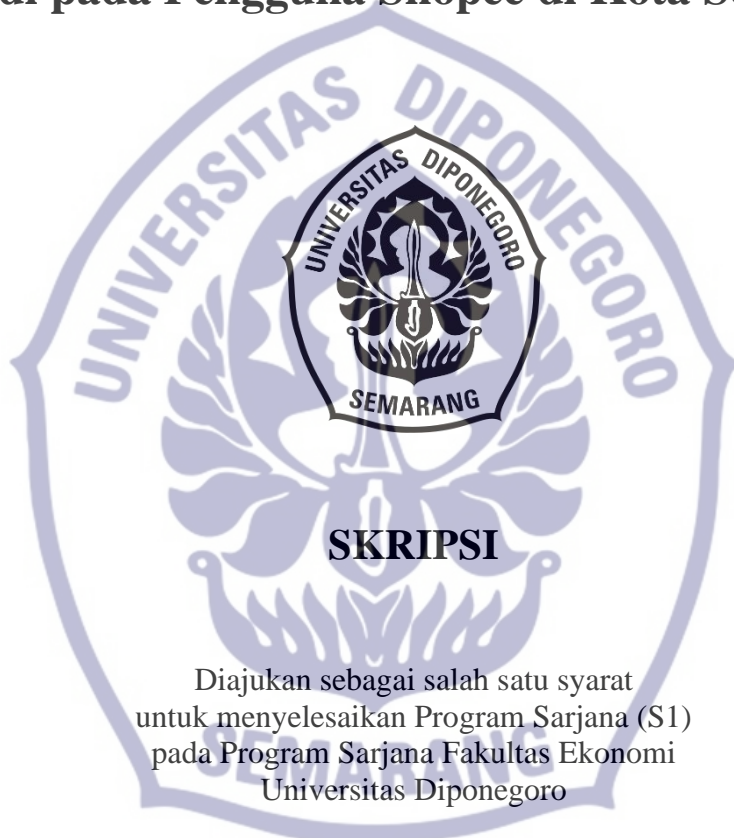 pada Pengguna Shopee di Kota
UNIVERSITAS DIPONEGORO
SEMARANG
UNIVERSITAS DIPONEGORO
SEMARANG
SKRIPSI
Diajukan sebagai salah satu syarat
untuk menyelesaikan Program Sarjana (S1)
pada Program Sarjana Fakultas Ekonomi
Universitas Diponegoro